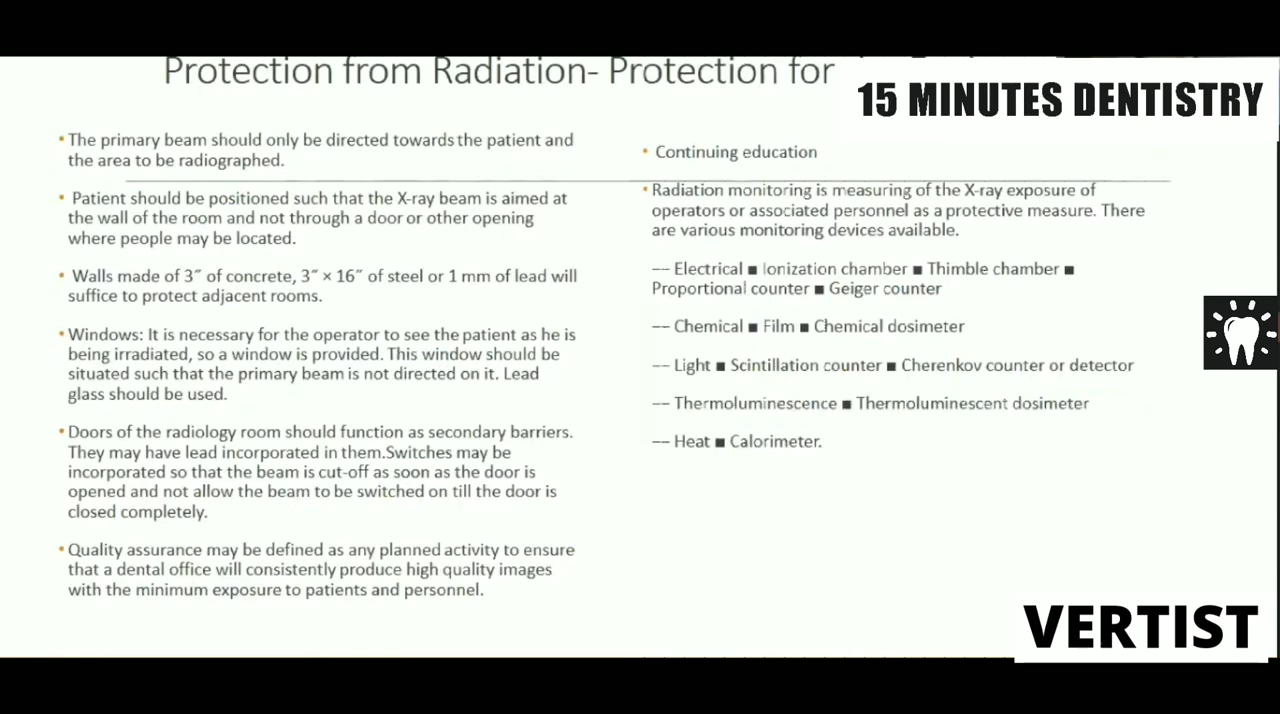 Protection from Radiation- Protection for
15 MINUTES DENTISTRY
•The primary beam should only be directed towards the patient and
the area to be radiographed.
• Patient should be positioned such that the X-ray beam is aimed at
the wall of the room and not through a door or other opening
where people may be located.
• Walls made of 3″ of concrete, 3″ × 16″ of steel or 1 mm of lead will
suffice to protect adjacent rooms.
•Windows: It is necessary for the operator to see the patient as he is
being irradiated, so a window is provided. This window should be
situated such that the primary beam is not directed on it. Lead
glass should be used.
•Doors of the radiology room should function as secondary barriers.
They may have lead incorporated in them.Switches may be
incorporated so that the beam is cut-off as soon as the door is
opened and not allow the beam to be switched on till the door is
closed completely.
•Quality assurance may be defined as any planned activity to ensure
that a dental office will consistently produce high quality images
with the minimum exposure to patients and personnel.
• Continuing education
•Radiation monitoring is measuring of the X-ray exposure of
operators or associated personnel as a protective measure. There
are various monitoring devices available.
–– Electrical ■ Ionization chamber ■ Thimble chamber ■
Proportional counter ■ Geiger counter
–– Chemical ■ Film ■ Chemical dosimeter
–– Light ■ Scintillation counter ■ Cherenkov counter or detector
–– Thermoluminescence ■ Thermoluminescent dosimeter
–– Heat ■ Calorimeter.
VERTIST